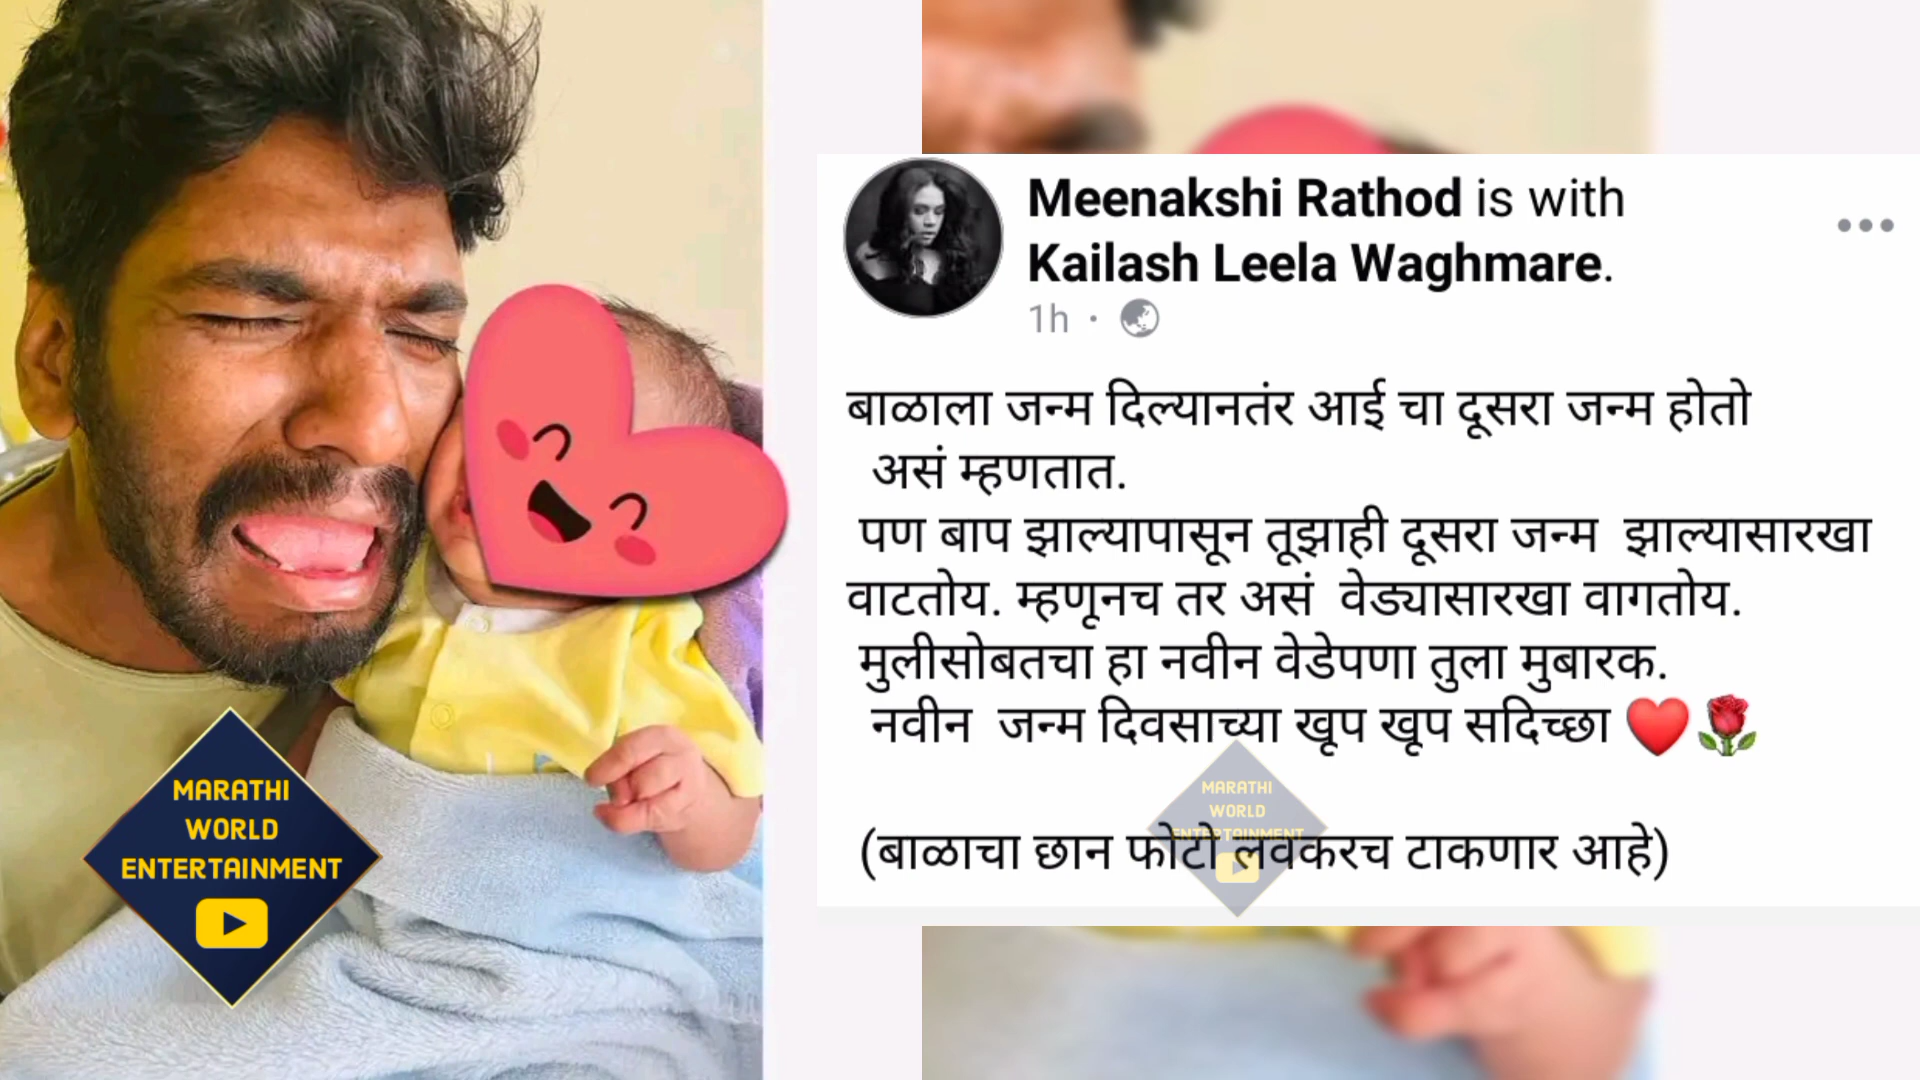 Meenakshi Rathod is with
Kailash Leela Waghmare.
1h ·
बाळाला जन्म दिल्यानतंर आई चा दूसरा जन्म होतो
असं म्हणतात.
पण बाप झाल्यापासून तूझाही दूसरा जन्म झाल्यासारखा
वाटतोय. म्हणूनच तर असं वेड्यासारखा वागतोय.
मुलीसोबतचा हा नवीन वेडेपणा तुला मुबारक.
नवीन जन्म दिवसाच्या खूप खूप सदिच्छा ❤️🌹
(बाळाचा छान फोटो लवकरच टाकणार आहे)
MARATHI
WORLD
ENTERTAINMENT
MARATHI
WORLD
ENTERTAINMENT